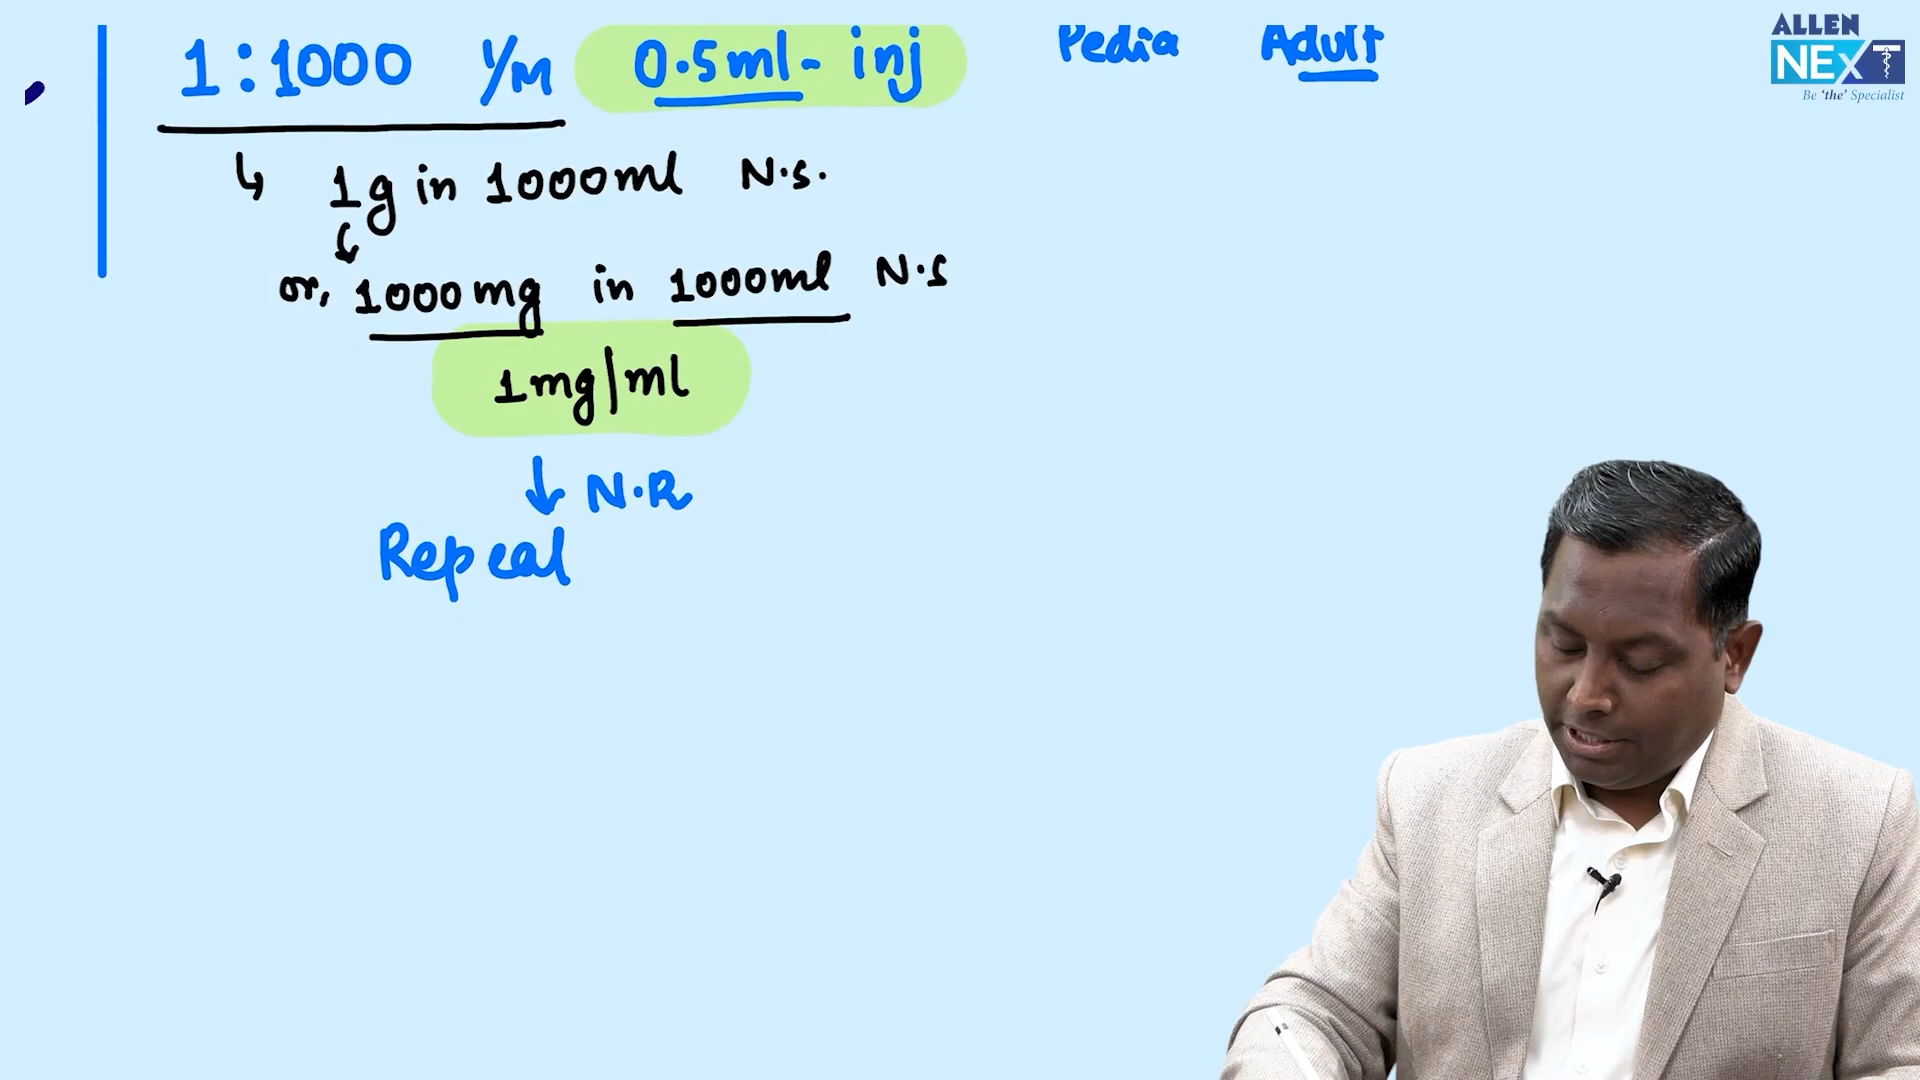 1:1000 I/M 0.5ml- inj Pedia Adult
↳ 1g in 1000ml N.S.
or, 1000mg in 1000ml N.S
1mg/ml
↓ N.R
Repeat
ALLEN
NEXT
Be 'the' Specialist